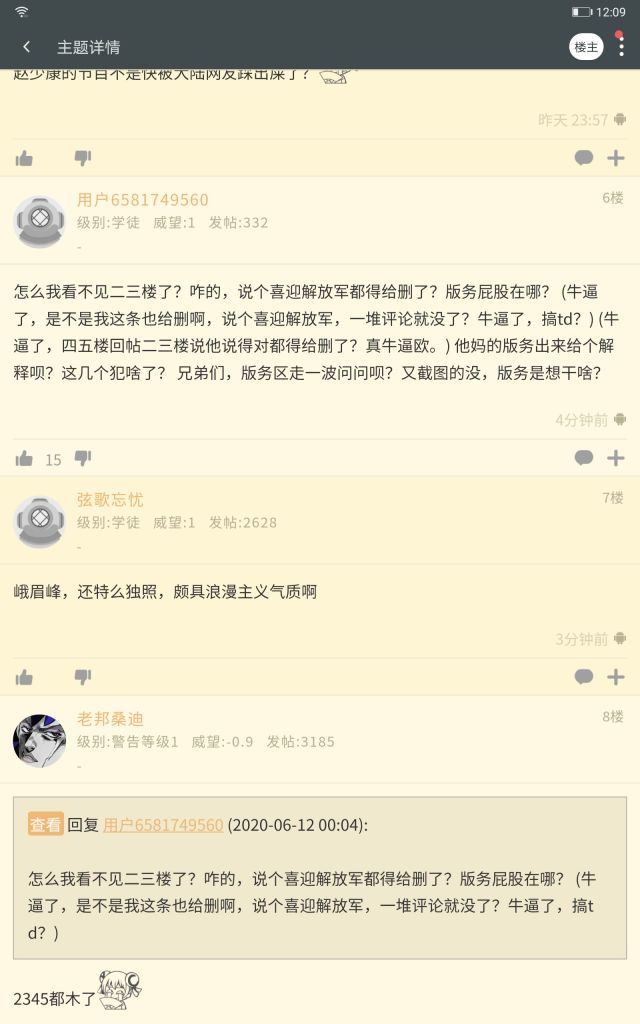 12:09
主题详情
楼主
赵少康的节目不是快被大陆网友踩出屎了？
昨天 23:57
用户6581749560
6楼
级别:学徒 威望:1 发帖:332
-
怎么我看不见二三楼了？咋的，说个喜迎解放军都得给删了？版务屁股在哪？ (牛逼
了，是不是我这条也给删啊，说个喜迎解放军，一堆评论就没了？牛逼了，搞td？) (牛
逼了，四五楼回帖二三楼说他说得对都得给删了？真牛逼欧。) 他妈的版务出来给个解
释呗？这几个犯啥了？ 兄弟们，版务区走一波问问呗？又截图的没，版务是想干啥？
4分钟前
15
弦歌忘忧
7楼
级别:学徒 威望:1 发帖:2628
-
峨眉峰，还特么独照，颇具浪漫主义气质啊
3分钟前
老邦桑迪
8楼
级别:警告等级1 威望:-0.9 发帖:3185
-
查看 回复 用户6581749560 (2020-06-12 00:04):
怎么我看不见二三楼了？咋的，说个喜迎解放军都得给删了？版务屁股在哪？ (牛
逼了，是不是我这条也给删啊，说个喜迎解放军，一堆评论就没了？牛逼了，搞t
d？)
2345都木了